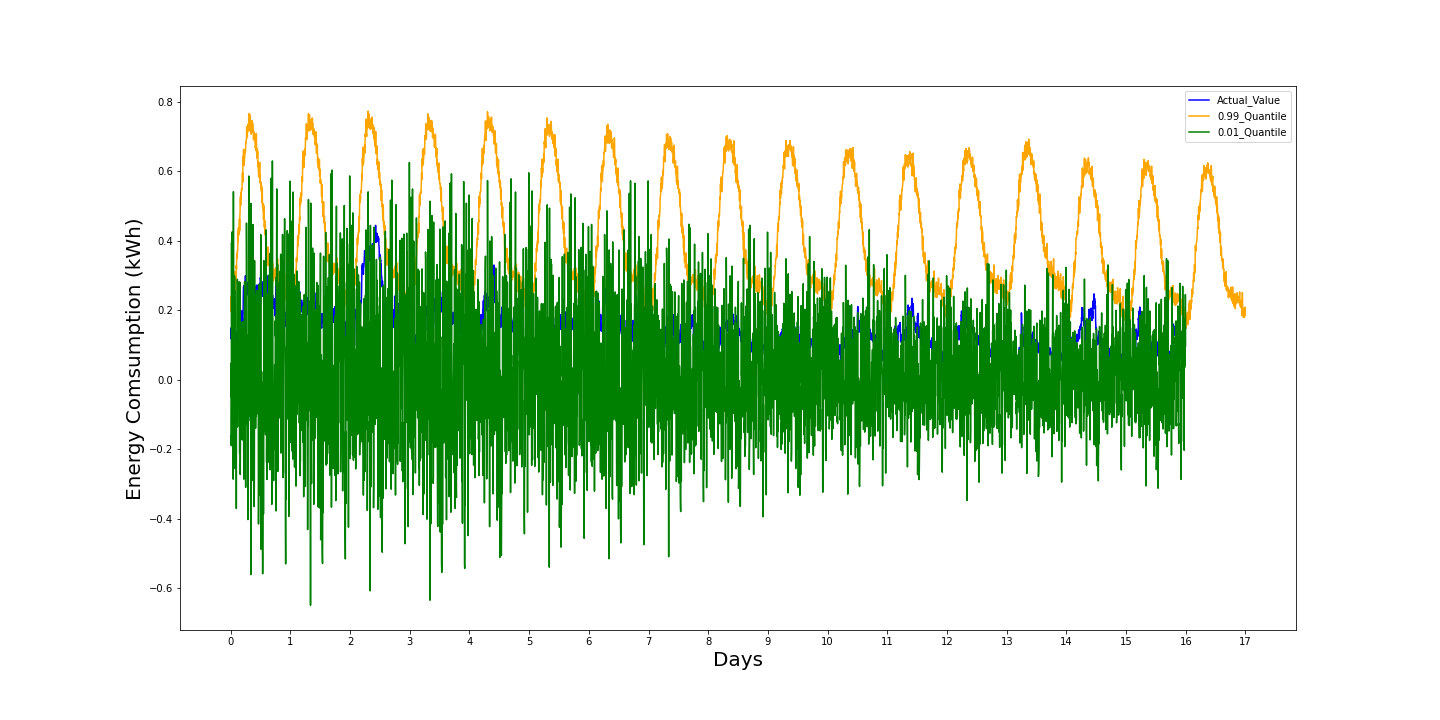 Actual_Value
0.99_Quantile
0.01_Quantile
0.8
0.6
0.4
0.2
0.0
−0.2
−0.4
−0.6
Energy Comsumption (kWh)
0 1 2 3 4 5 6 7 8 9 10 11 12 13 14 15 16 17
Days